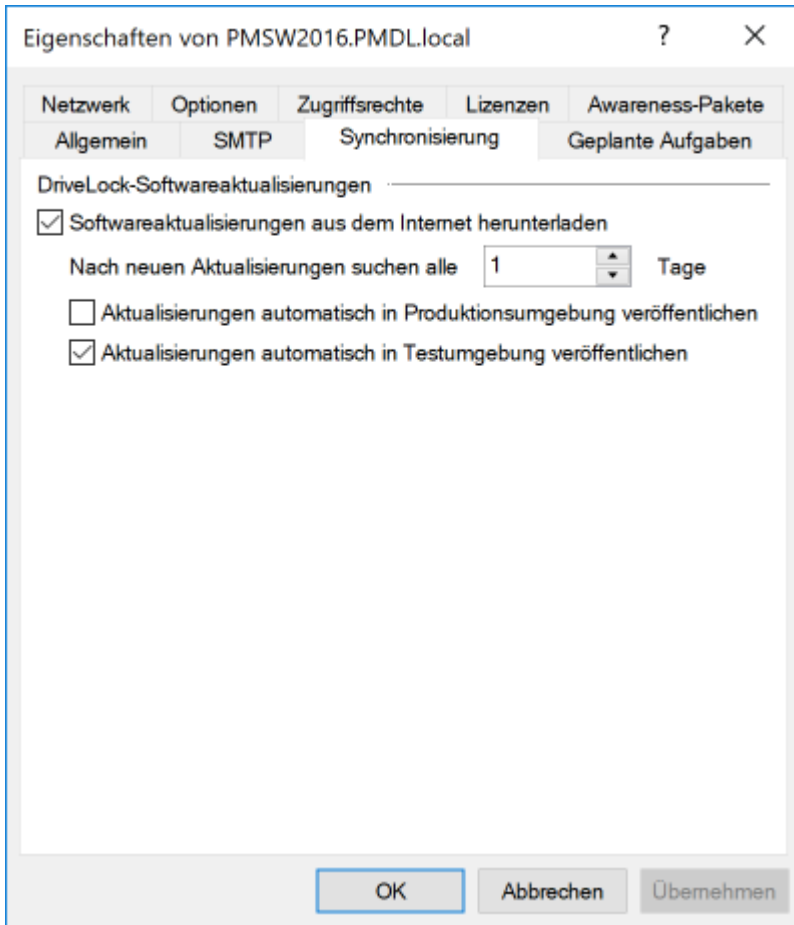 Eigenschaften von PMSW2016.PMDL.local ?
Netzwerk Optionen Zugriffsrechte Lizenzen Awareness-Pakete
Allgemein SMTP Synchronisierung Geplante Aufgaben
DriveLock-Softwareaktualisierungen
Softwareaktualisierungen aus dem Internet herunterladen
Nach neuen Aktualisierungen suchen alle 1 Tage
Aktualisierungen automatisch in Produktionsumgebung veröffentlichen
Aktualisierungen automatisch in Testumgebung veröffentlichen
OK Abbrechen Übernehmen